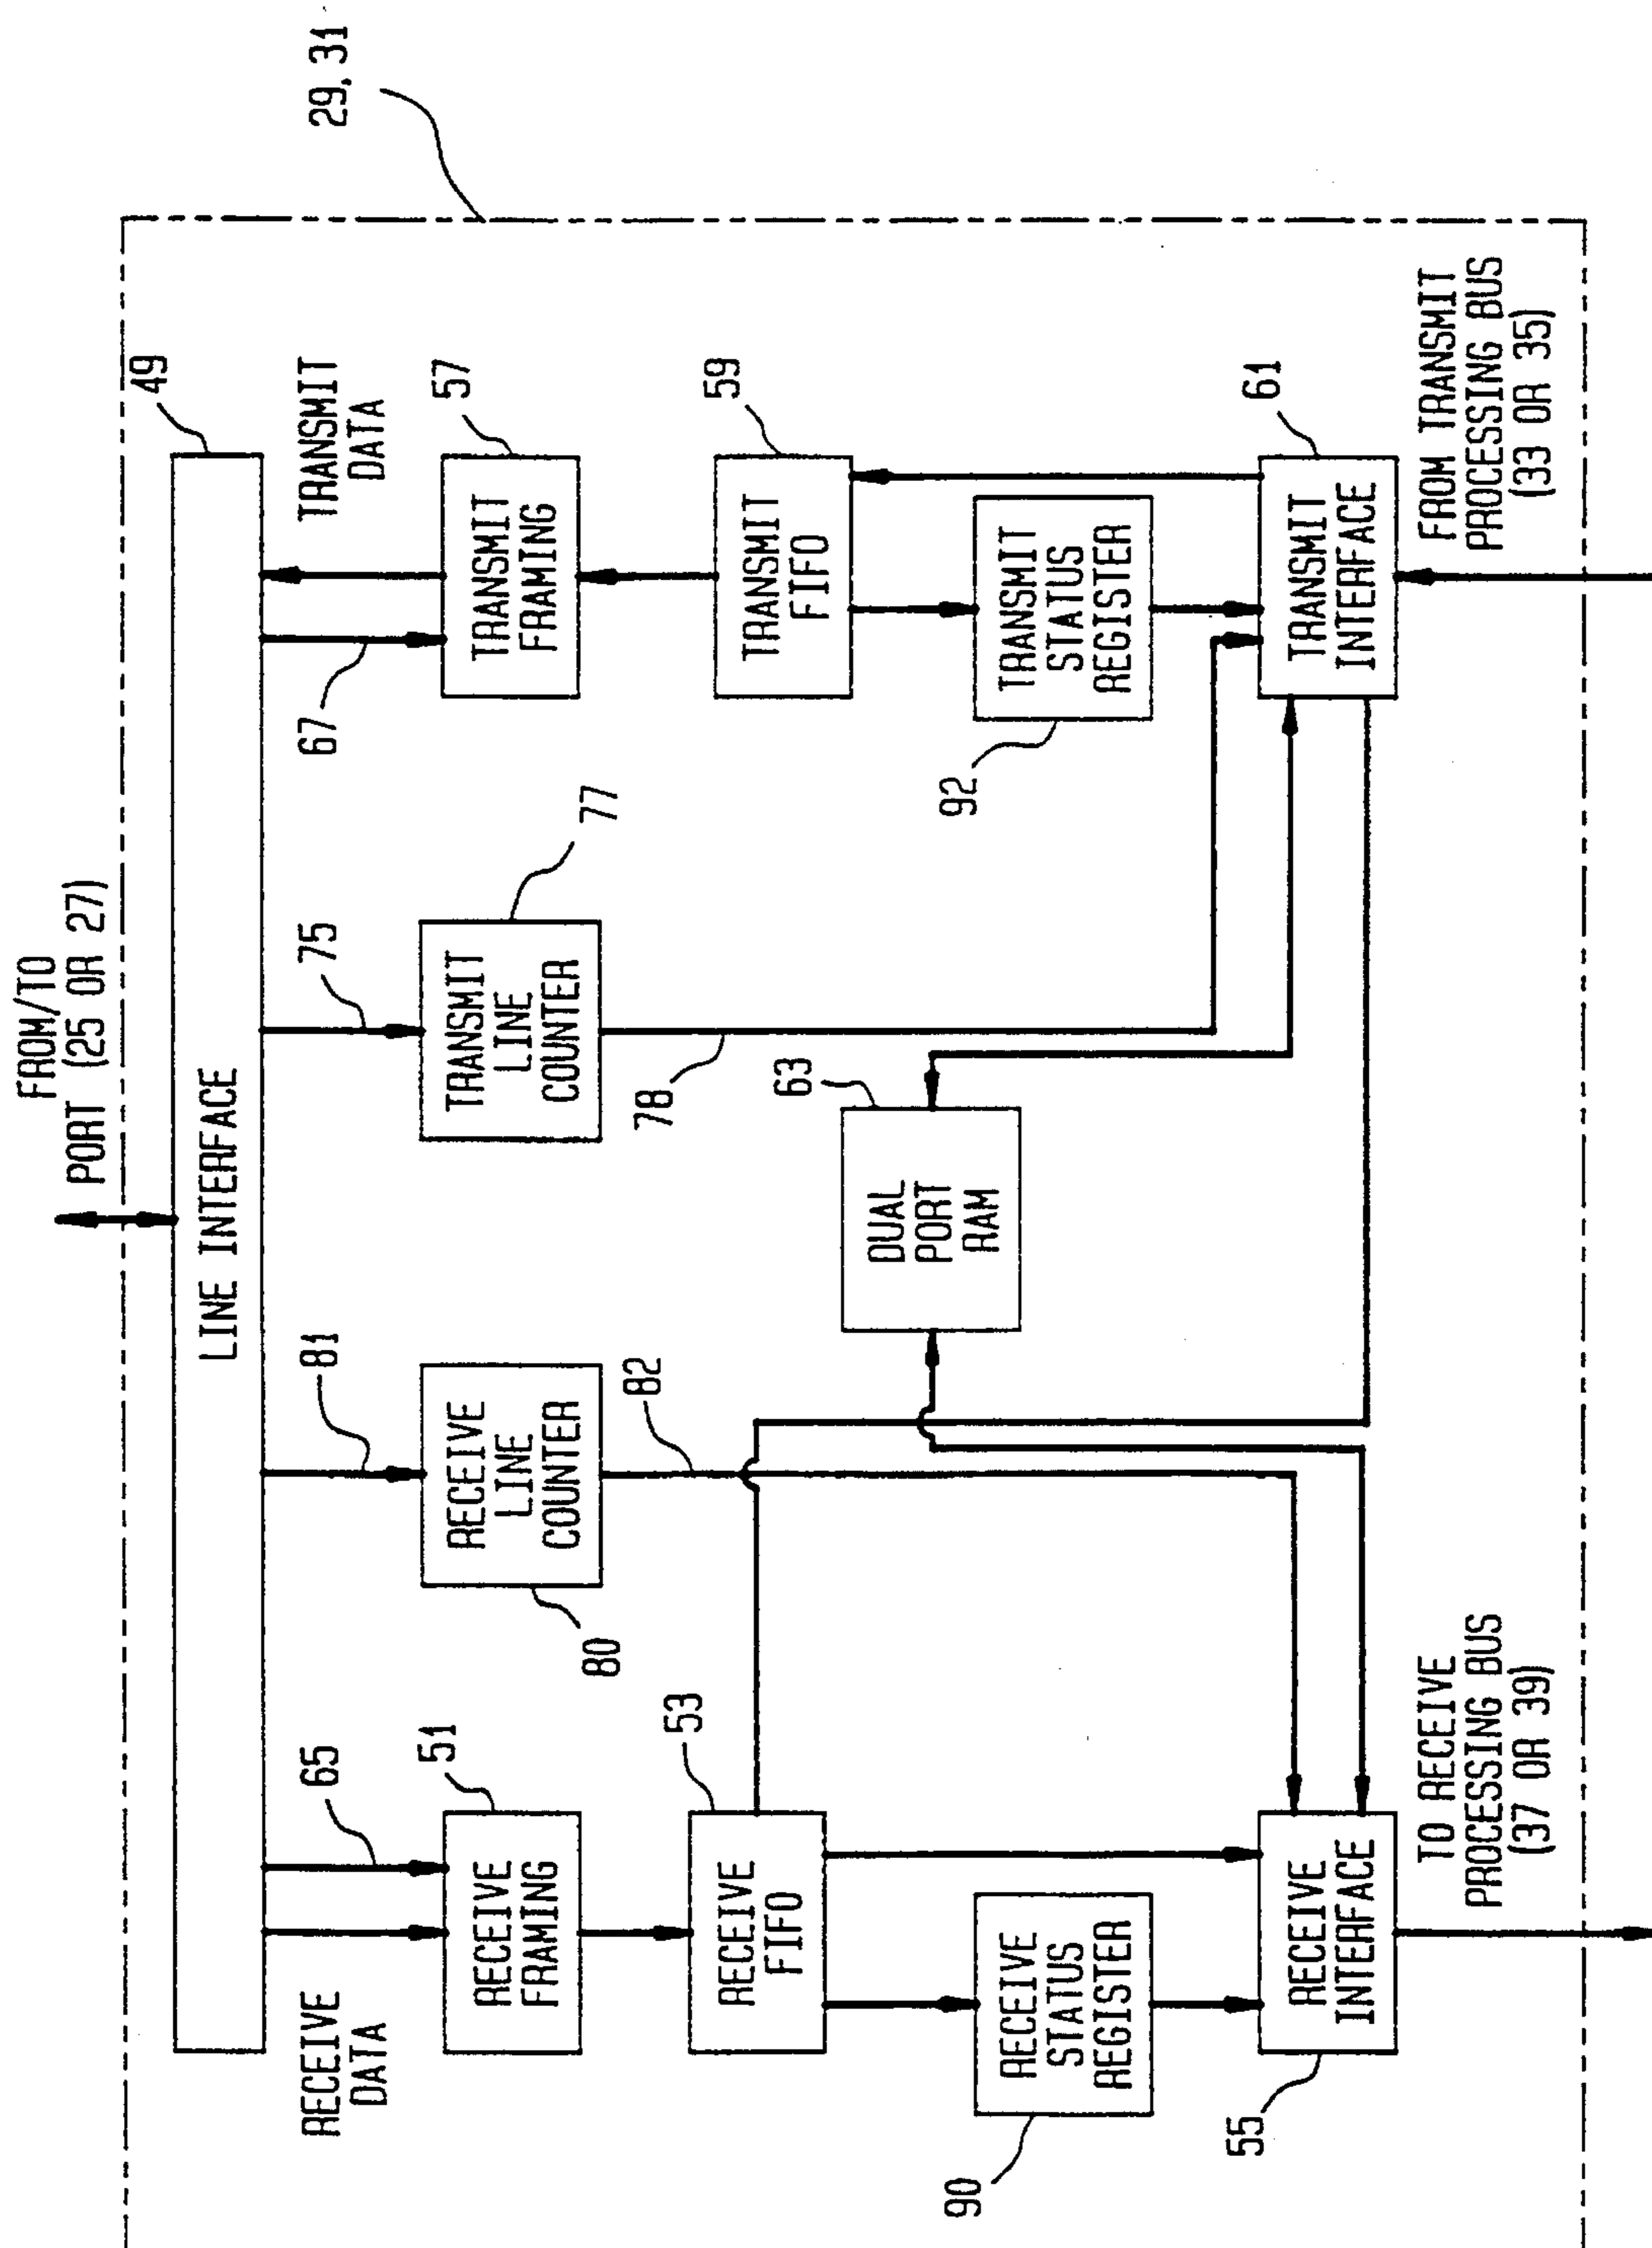 29, 31
FROM/TO
PORT (25 OR 27)
49
LINE INTERFACE
RECEIVE
DATA
65
81
75
67
TRANSMIT
DATA
51
RECEIVE
FRAMING
80
RECEIVE
LINE
COUNTER
82
77
TRANSMIT
LINE
COUNTER
78
57
TRANSMIT
FRAMING
53
RECEIVE
FIFO
63
DUAL
PORT
RAM
59
TRANSMIT
FIFO
90
RECEIVE
STATUS
REGISTER
92
TRANSMIT
STATUS
REGISTER
55
RECEIVE
INTERFACE
61
TRANSMIT
INTERFACE
TO RECEIVE
PROCESSING BUS
(37 OR 39)
FROM TRANSMIT
PROCESSING BUS
(33 OR 35)